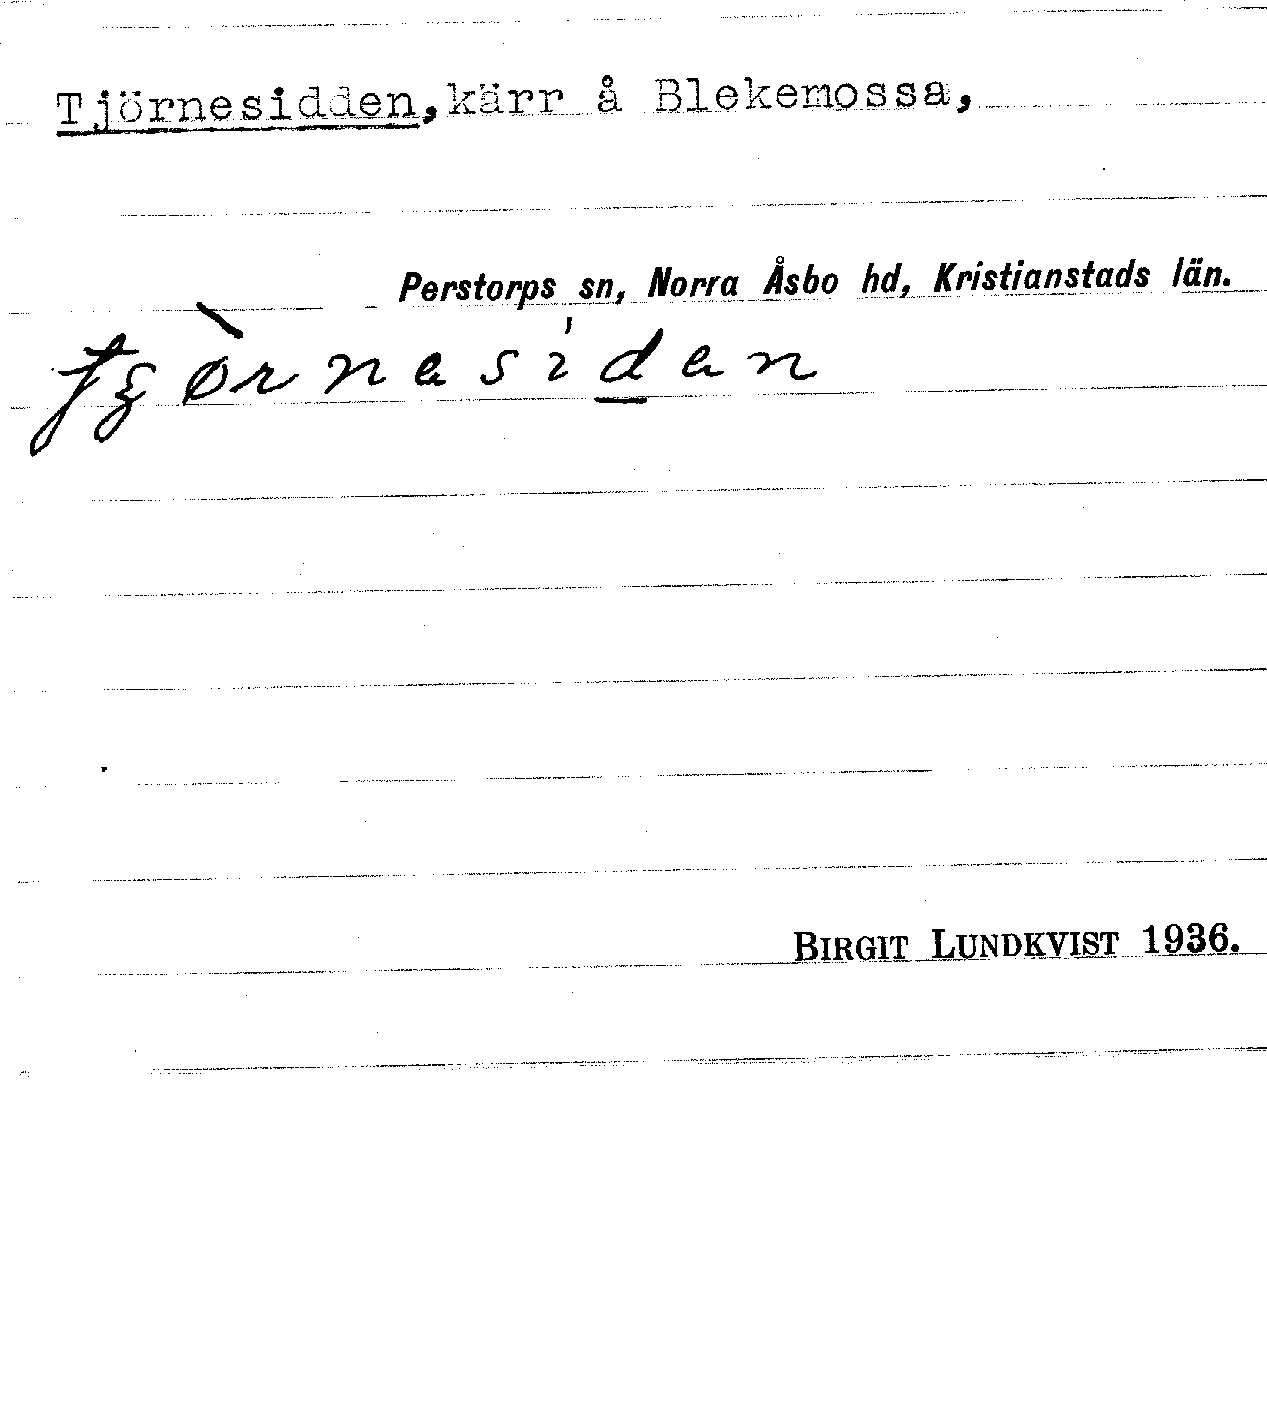 Tjörnesidden, kärr å Blekemossa,
Perstorps sn, Norra Åsbo hd, Kristianstads län.
BIRGIT LUNDKVIST 1936.